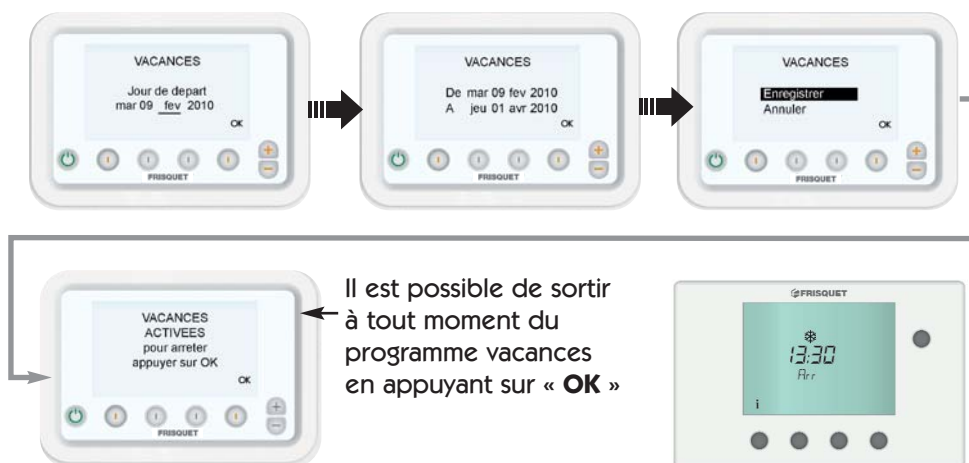 VACANCES
Jour de depart
mar 09 fev 2010
OK
FRISQUET
VACANCES
De mar 09 fev 2010
A jeu 01 avr 2010
OK
FRISQUET
VACANCES
Enregistrer
Annuler
OK
FRISQUET
VACANCES
ACTIVEES
pour arreter
appuyer sur OK
OK
FRISQUET
Il est possible de sortir
à tout moment du
programme vacances
en appuyant sur « OK »
FRISQUET
13:30
Arr
i